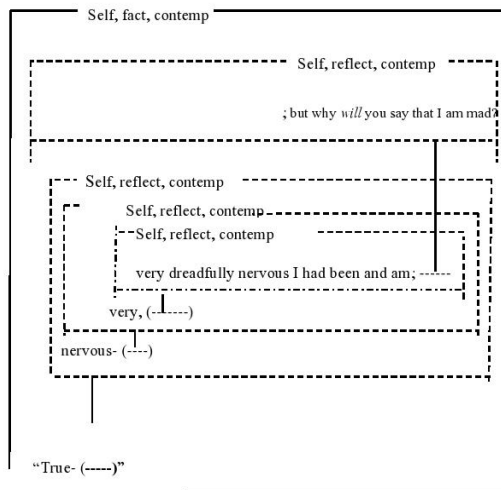 Self, fact, contemp
Self, reflect, contemp
; but why will you say that I am mad?
Self, reflect, contemp
Self, reflect, contemp
Self, reflect, contemp
very dreadfully nervous I had been and am; ------
very, (-------)
nervous- (----)
“True- (-----)”